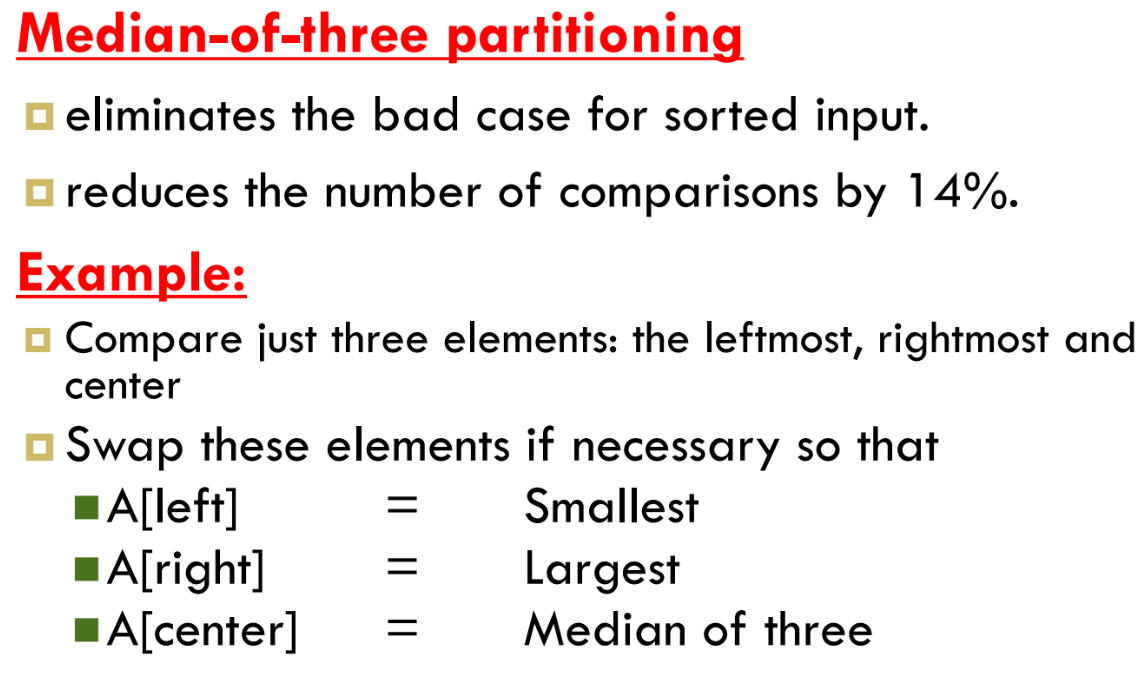 Median-of-three partitioning
eliminates the bad case for sorted input.
reduces the number of comparisons by 14%.
Example:
Compare just three elements: the leftmost, rightmost and
center
Swap these elements if necessary so that
A[left] = Smallest
A[right] = Largest
A[center] = Median of three